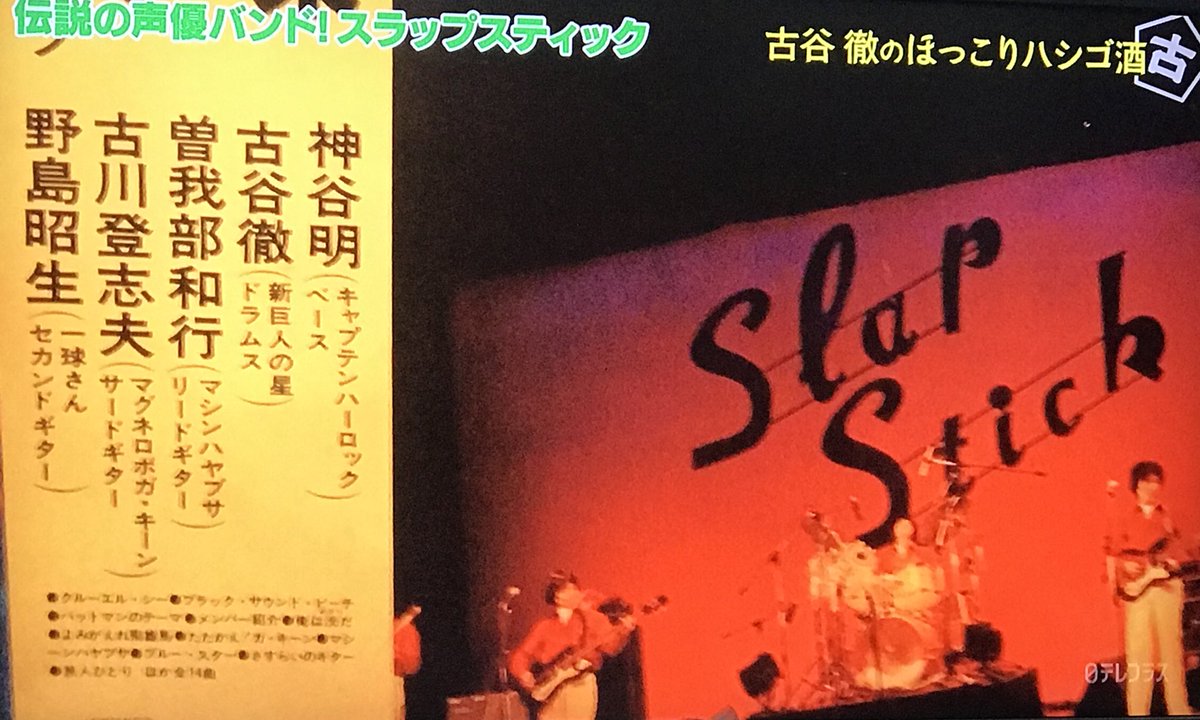 伝説の声優バンド!スラップスティック
古谷 徹のほっこりハシゴ酒
古
神谷明(キャプテンハーロック
ベース)
古谷徹(新巨人の星
ドラムス)
曽我部和行(マシンハヤブサ
リードギター)
古川登志夫(マグネロボガ・キーン
サードギター)
野島昭生(一球さん
セカンドギター)
●クルーエル・シー●ブラック・サウンド・ビーチ
●バットマンのテーマ●メンバー紹介●俺は涙だ
●よみがえれ飛雄馬●たたかえ!ガ・キーン●マシ
ーンハヤブサ●ブルー・スター●さすらいのギター
●旅人ひとり ほか全14曲
Slap
Stick
日テレプラス